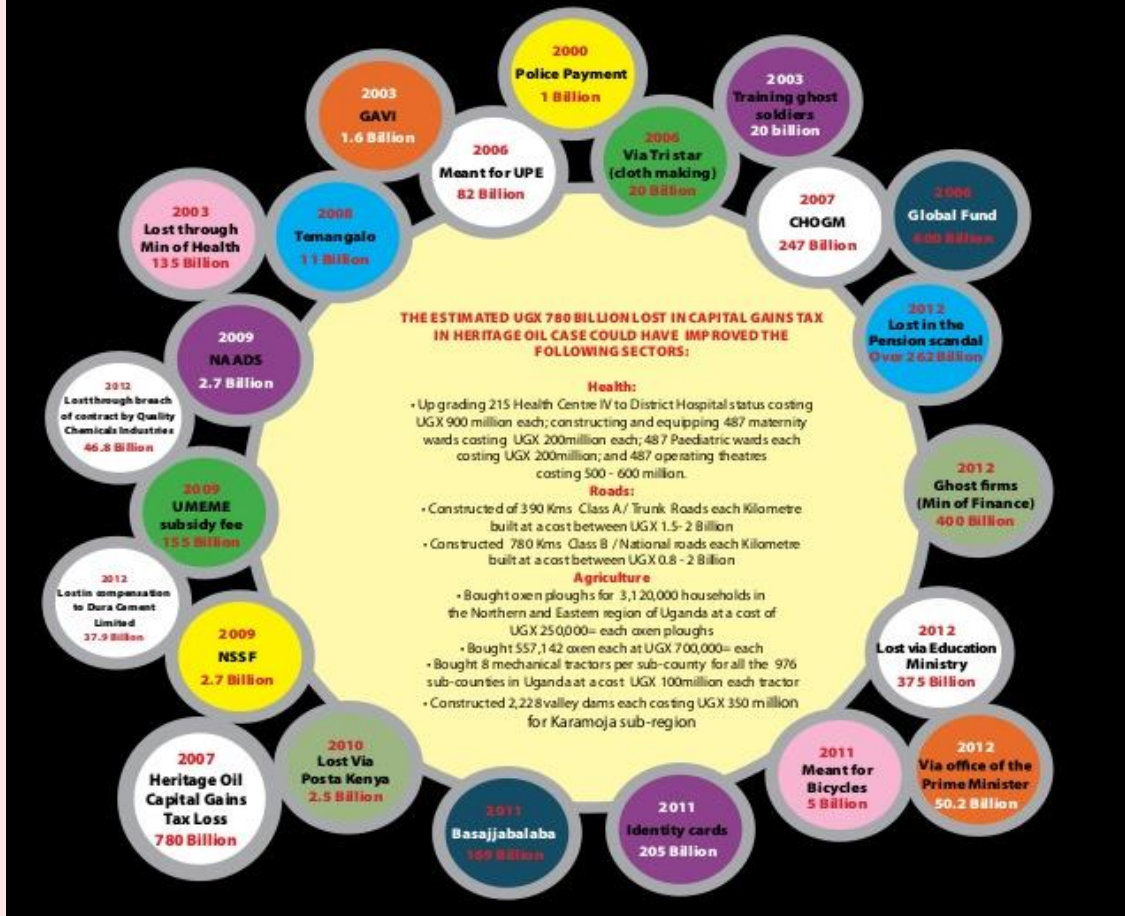 2000
Police Payment
1 Billion
2003
Training ghost
soldiers
20 billion
2003
GAVI
1.6 Billion
2006
Meant for UPE
82 Billion
2006
Via Tri star
(cloth making)
20 Billion
2007
CHOGM
247 Billion
Global Fund
600 Billion
2003
Lost through
Min of Health
135 Billion
2008
Temangalo
11 Billion
2012
Lost in the
Pension scandal
Over 262 Billion
2009
NAADS
2.7 Billion
2012
Lost through breach
of contract by Quality
Chemicals Industries
46.8 Billion
2009
UMEME
subsidy fee
155 Billion
2012
Ghost firms
(Min of Finance)
400 Billion
2012
Lost in compensation
to Dura Cement
Limited
37.9 Billion
2009
NSSF
2.7 Billion
2012
Lost via Education
Ministry
375 Billion
2007
Heritage Oil
Capital Gains
Tax Loss
780 Billion
2010
Lost Via
Posta Kenya
2.5 Billion
2011
Basajjabalaba
169 Billion
2011
Identity cards
205 Billion
2011
Meant for
Bicycles
5 Billion
2012
Via office of the
Prime Minister
50.2 Billion
THE ESTIMATED UGX 780 BILLION LOST IN CAPITAL GAINS TAX
IN HERITAGE OIL CASE COULD HAVE IMPROVED THE
FOLLOWING SECTORS:
Health:
• Up grading 215 Health Centre IV to District Hospital status costing
UGX 900 million each; constructing and equipping 487 maternity
wards costing UGX 200million each; 487 Paediatric wards each
costing UGX 200million; and 487 operating theatres
costing 500 - 600 million.
Roads:
• Constructed of 390 Kms Class A / Trunk Roads each Kilometre
built at a cost between UGX 1.5- 2 Billion
• Constructed 780 Kms Class B / National roads each Kilometre
built at a cost between UGX 0.8 - 2 Billion
Agriculture
• Bought oxen ploughs for 3,120,000 households in
the Northern and Eastern region of Uganda at a cost of
UGX 250,000= each oxen ploughs
• Bought 557,142 oxen each at UGX 700,000= each
• Bought 8 mechanical tractors per sub-county for all the 976
sub-counties in Uganda at a cost UGX 100million each tractor
• Constructed 2,228 valley dams each costing UGX 350 million
for Karamoja sub-region